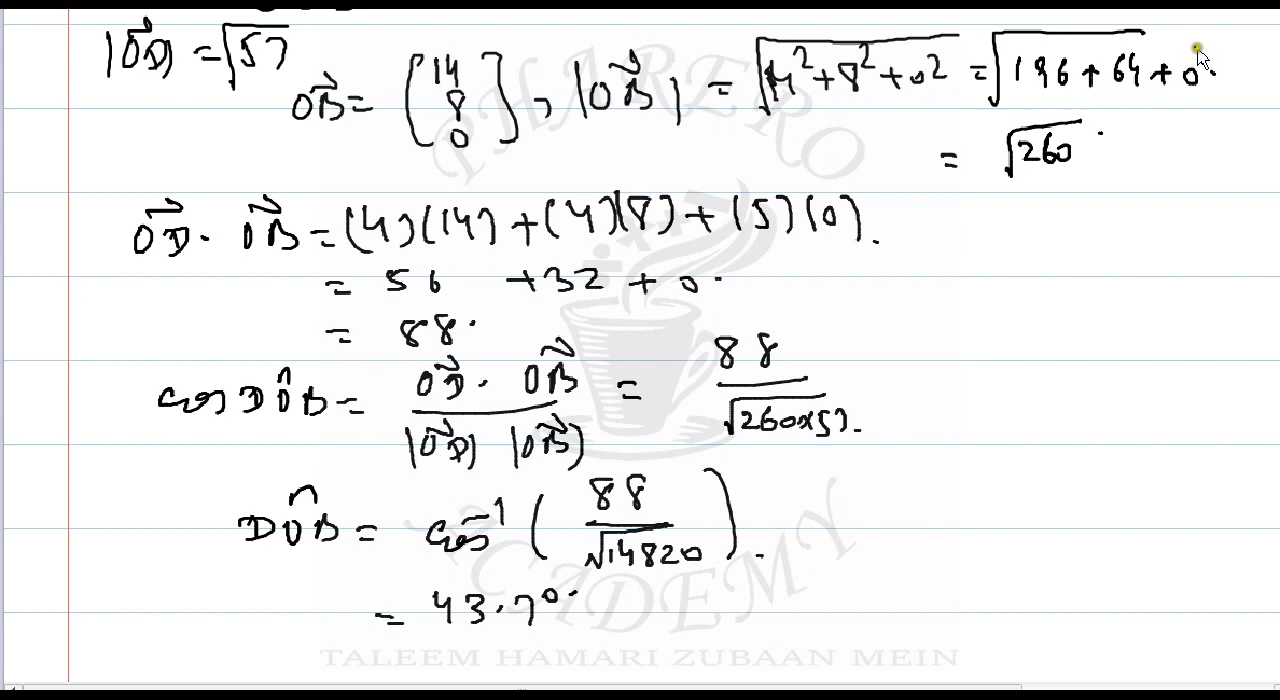 |OD⃗| = √57
OB⃗ = [14 8 0], |OB⃗| = √(14² + 8² + 0²) = √(196 + 64 + 0).
= √260.
OD⃗ · OB⃗ = (4)(14) + (4)(8) + (5)(0).
= 56 + 32 + 0.
= 88.
cos DÔB = OD⃗ · OB⃗ / |OD⃗| |OB⃗| = 88 / √(260×57).
DÔB = cos⁻¹ (88 / √14820).
= 43.7°.
PHARERO
ACADEMY
TALEEM HAMARI ZUBAAN MEIN